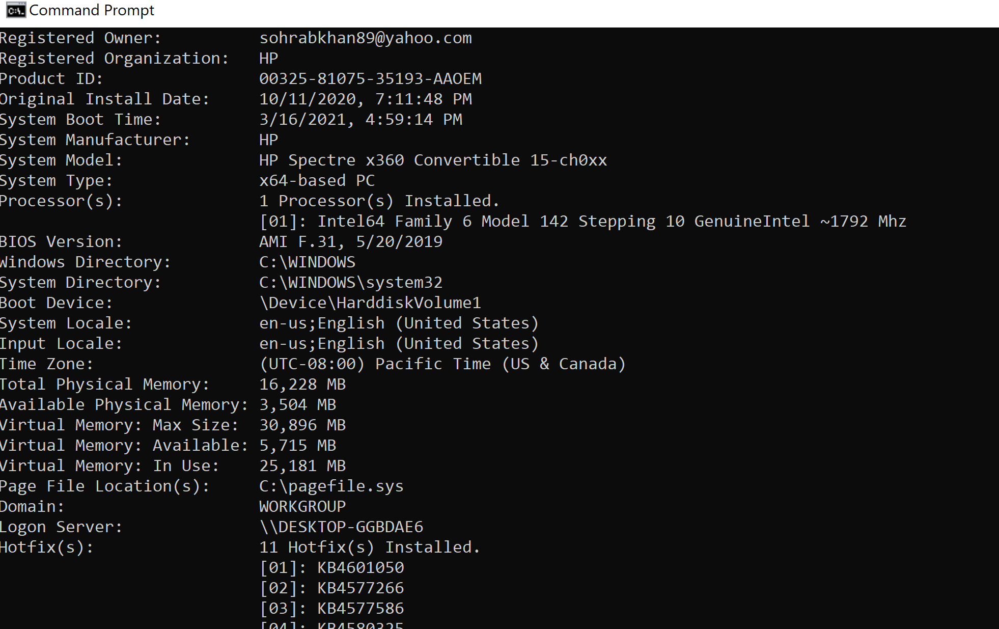 Command Prompt
Registered Owner: sohrabkhan89@yahoo.com
Registered Organization: HP
Product ID: 00325-81075-35193-AAOEM
Original Install Date: 10/11/2020, 7:11:48 PM
System Boot Time: 3/16/2021, 4:59:14 PM
System Manufacturer: HP
System Model: HP Spectre x360 Convertible 15-ch0xx
System Type: x64-based PC
Processor(s): 1 Processor(s) Installed.
[01]: Intel64 Family 6 Model 142 Stepping 10 GenuineIntel ~1792 Mhz
BIOS Version: AMI F.31, 5/20/2019
Windows Directory: C:\WINDOWS
System Directory: C:\WINDOWS\system32
Boot Device: \Device\HarddiskVolume1
System Locale: en-us;English (United States)
Input Locale: en-us;English (United States)
Time Zone: (UTC-08:00) Pacific Time (US & Canada)
Total Physical Memory: 16,228 MB
Available Physical Memory: 3,504 MB
Virtual Memory: Max Size: 30,896 MB
Virtual Memory: Available: 5,715 MB
Virtual Memory: In Use: 25,181 MB
Page File Location(s): C:\pagefile.sys
Domain: WORKGROUP
Logon Server: \\DESKTOP-GGBDAE6
Hotfix(s): 11 Hotfix(s) Installed.
[01]: KB4601050
[02]: KB4577266
[03]: KB4577586
[04]: KB4580325